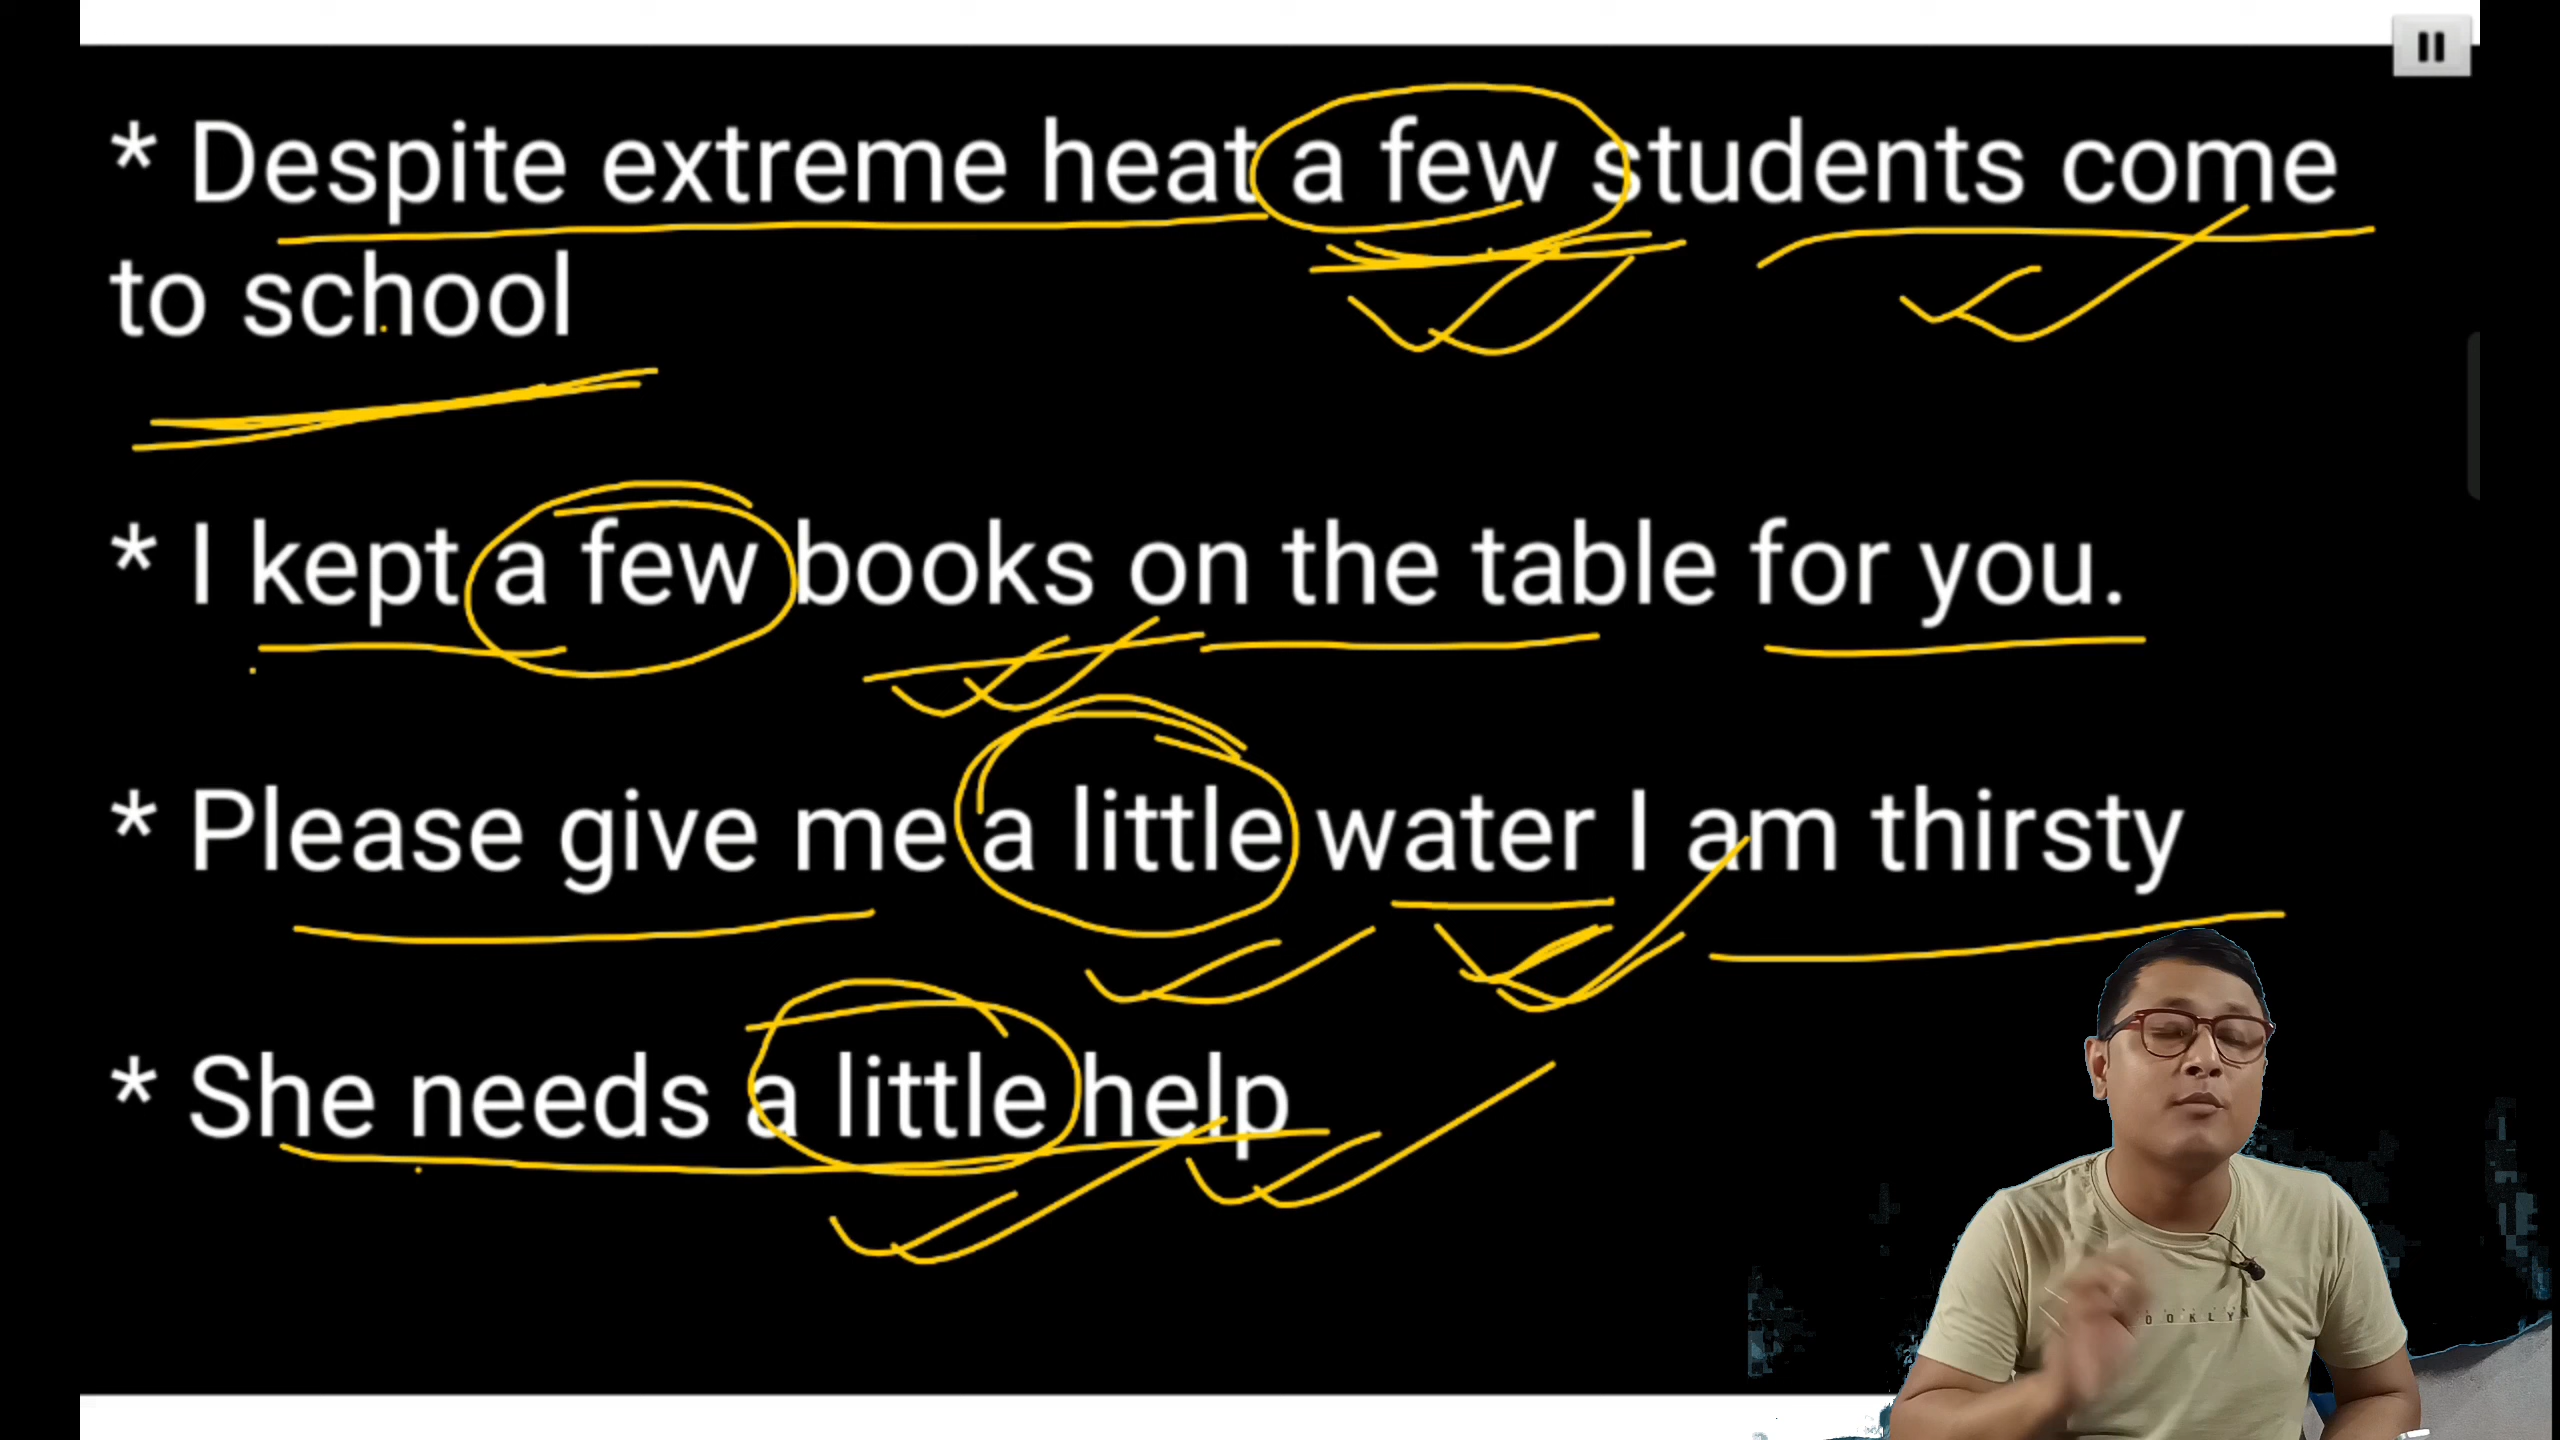 * Despite extreme heat a few students come
to school
* I kept a few books on the table for you.
* Please give me a little water I am thirsty
* She needs a little help
OOKLY